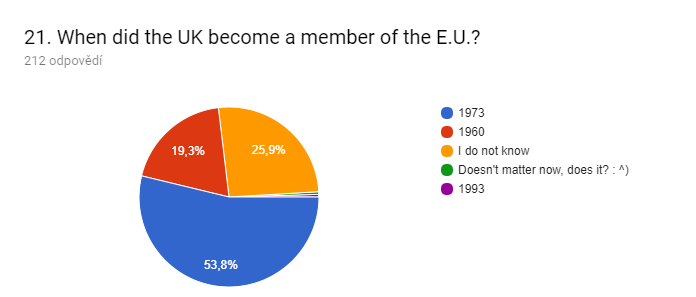 21. When did the UK become a member of the E.U.?
212 odpovědí
1973
1960
I do not know
Doesn't matter now, does it? : ^)
1993
19,3%
25,9%
53,8%